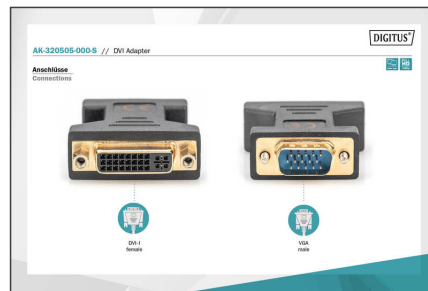 DIGITUS®
AK-320505-000-S // DVI Adapter
Anschlüsse
Connections
DVI-I
female
VGA
male